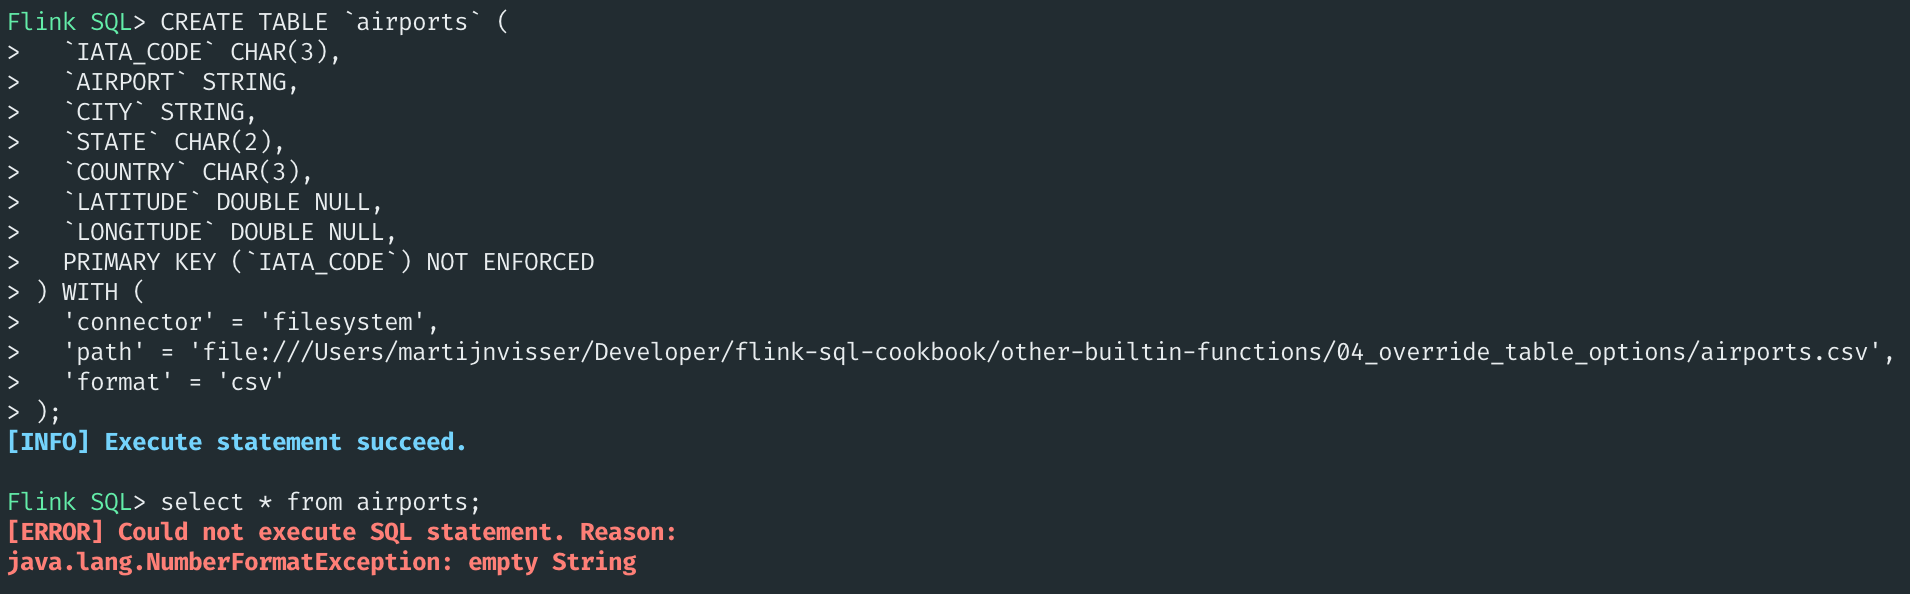 Flink SQL> CREATE TABLE `airports` (
>   `IATA_CODE` CHAR(3),
>   `AIRPORT` STRING,
>   `CITY` STRING,
>   `STATE` CHAR(2),
>   `COUNTRY` CHAR(3),
>   `LATITUDE` DOUBLE NULL,
>   `LONGITUDE` DOUBLE NULL,
>   PRIMARY KEY (`IATA_CODE`) NOT ENFORCED
> ) WITH (
>   'connector' = 'filesystem',
>   'path' = 'file:///Users/martijnvisser/Developer/flink-sql-cookbook/other-builtin-functions/04_override_table_options/airports.csv',
>   'format' = 'csv'
> );
[INFO] Execute statement succeed.
Flink SQL> select * from airports;
[ERROR] Could not execute SQL statement. Reason:
java.lang.NumberFormatException: empty String